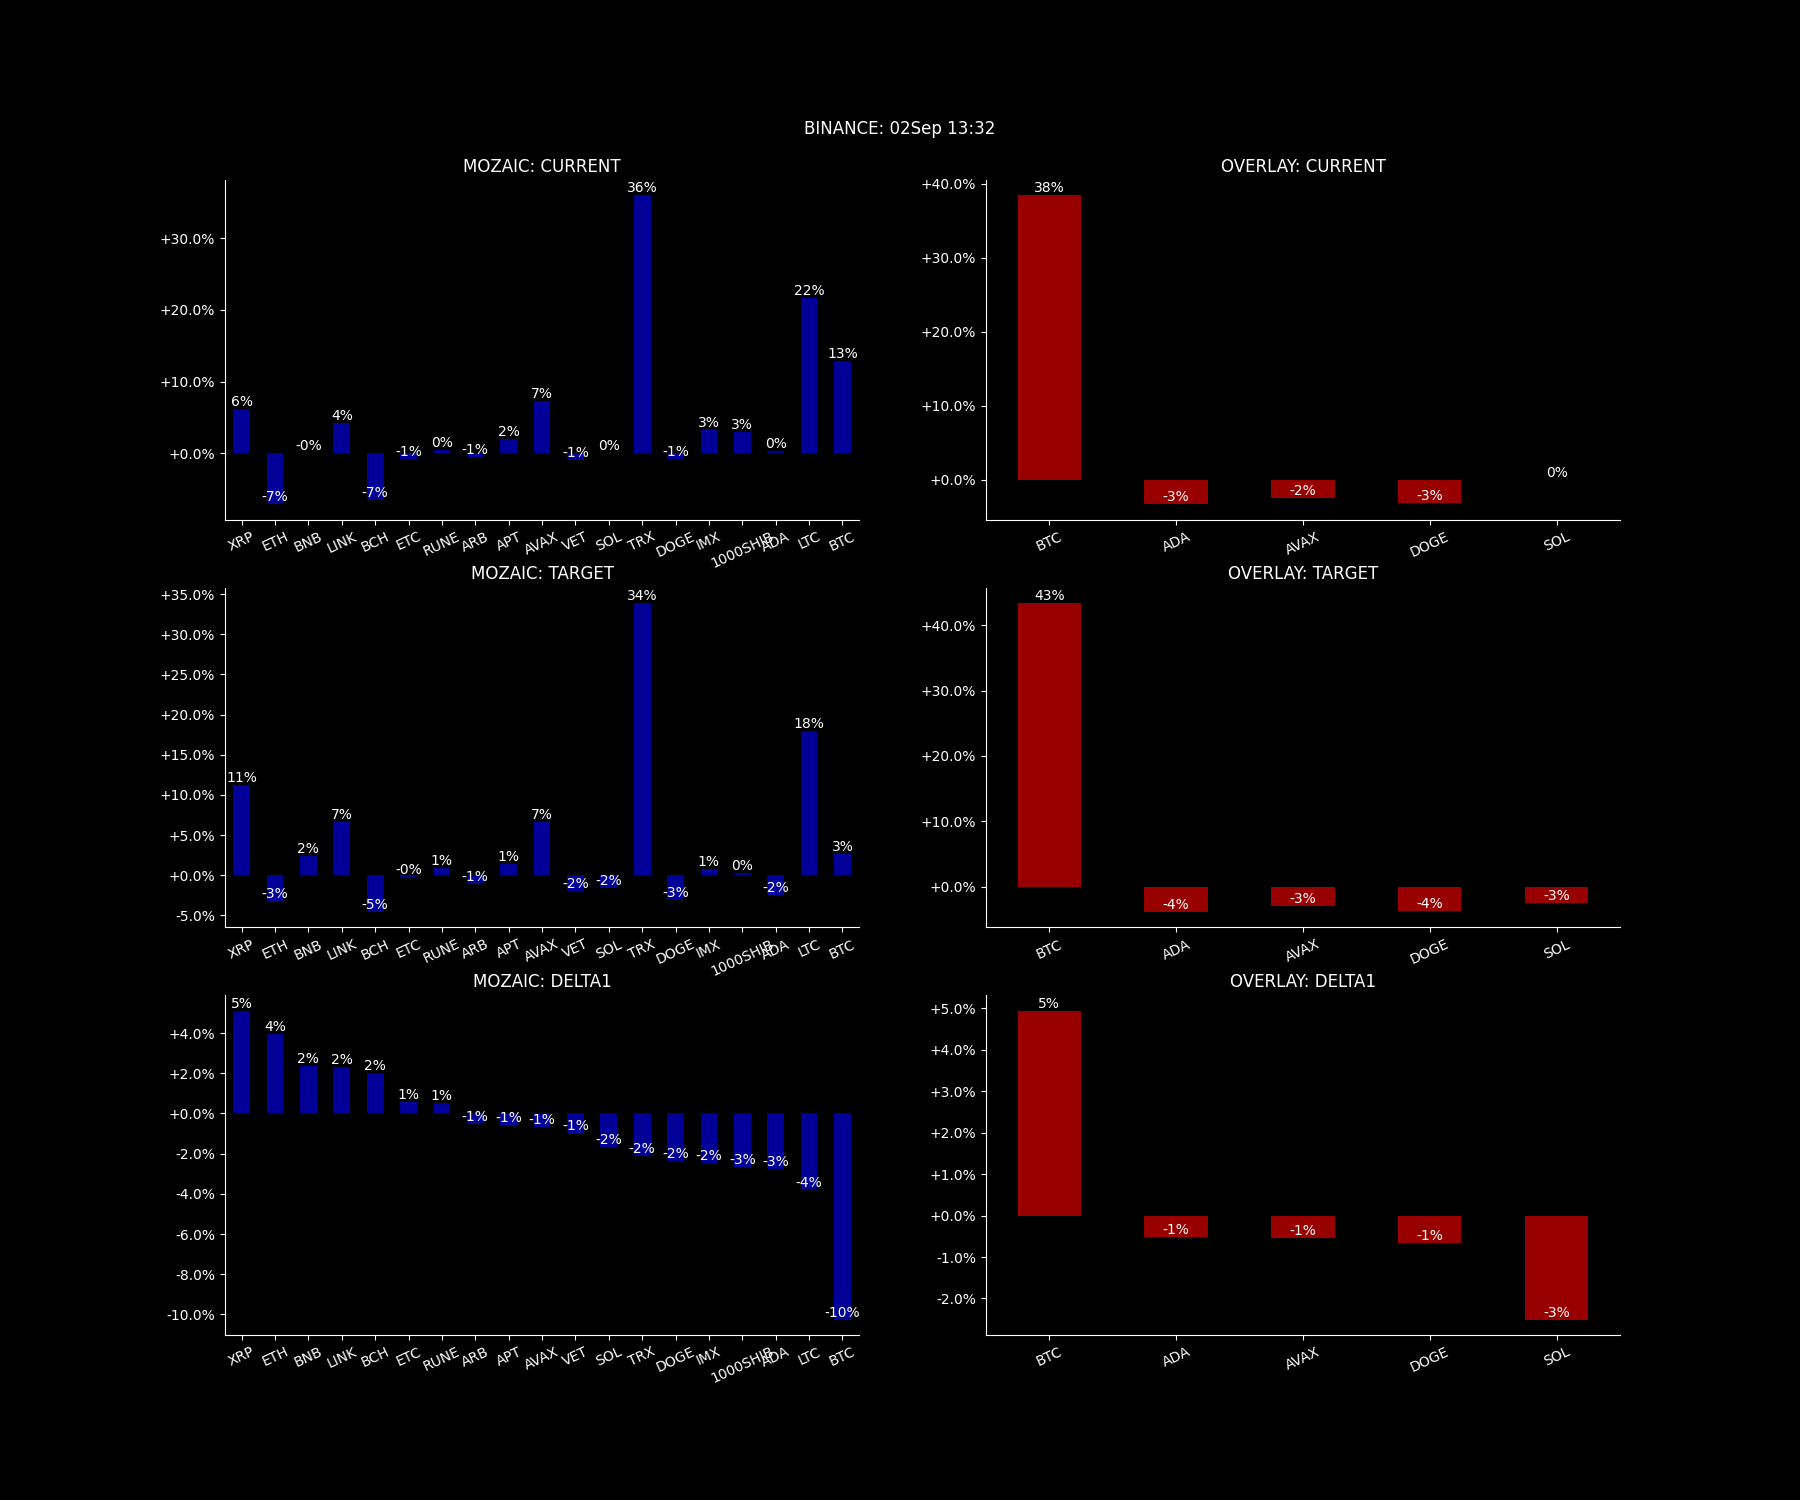 BINANCE: 02Sep 13:32
MOZAIC: CURRENT
+30.0%
+20.0%
+10.0%
+0.0%
6% -7% -0% 4% -7% -1% 0% -1% 2% 7% -1% 0% 36% -1% 3% 3% 0% 22% 13%
XRP ETH BNB LINK BCH ETC RUNE ARB APT AVAX VET SOL TRX DOGE IMX 1000SHIB ADA LTC BTC
OVERLAY: CURRENT
+40.0%
+30.0%
+20.0%
+10.0%
+0.0%
38% -3% -2% -3% 0%
BTC ADA AVAX DOGE SOL
MOZAIC: TARGET
+35.0%
+30.0%
+25.0%
+20.0%
+15.0%
+10.0%
+5.0%
+0.0%
-5.0%
11% -3% 2% 7% -5% -0% 1% -1% 1% 7% -2% -2% 34% -3% 1% 0% -2% 18% 3%
XRP ETH BNB LINK BCH ETC RUNE ARB APT AVAX VET SOL TRX DOGE IMX 1000SHIB ADA LTC BTC
OVERLAY: TARGET
+40.0%
+30.0%
+20.0%
+10.0%
+0.0%
43% -4% -3% -4% -3%
BTC ADA AVAX DOGE SOL
MOZAIC: DELTA1
+4.0%
+2.0%
+0.0%
-2.0%
-4.0%
-6.0%
-8.0%
-10.0%
5% 4% 2% 2% 2% 1% 1% -1% -1% -1% -1% -2% -2% -2% -2% -3% -3% -4% -10%
XRP ETH BNB LINK BCH ETC RUNE ARB APT AVAX VET SOL TRX DOGE IMX 1000SHIB ADA LTC BTC
OVERLAY: DELTA1
+5.0%
+4.0%
+3.0%
+2.0%
+1.0%
+0.0%
-1.0%
-2.0%
5% -1% -1% -1% -3%
BTC ADA AVAX DOGE SOL